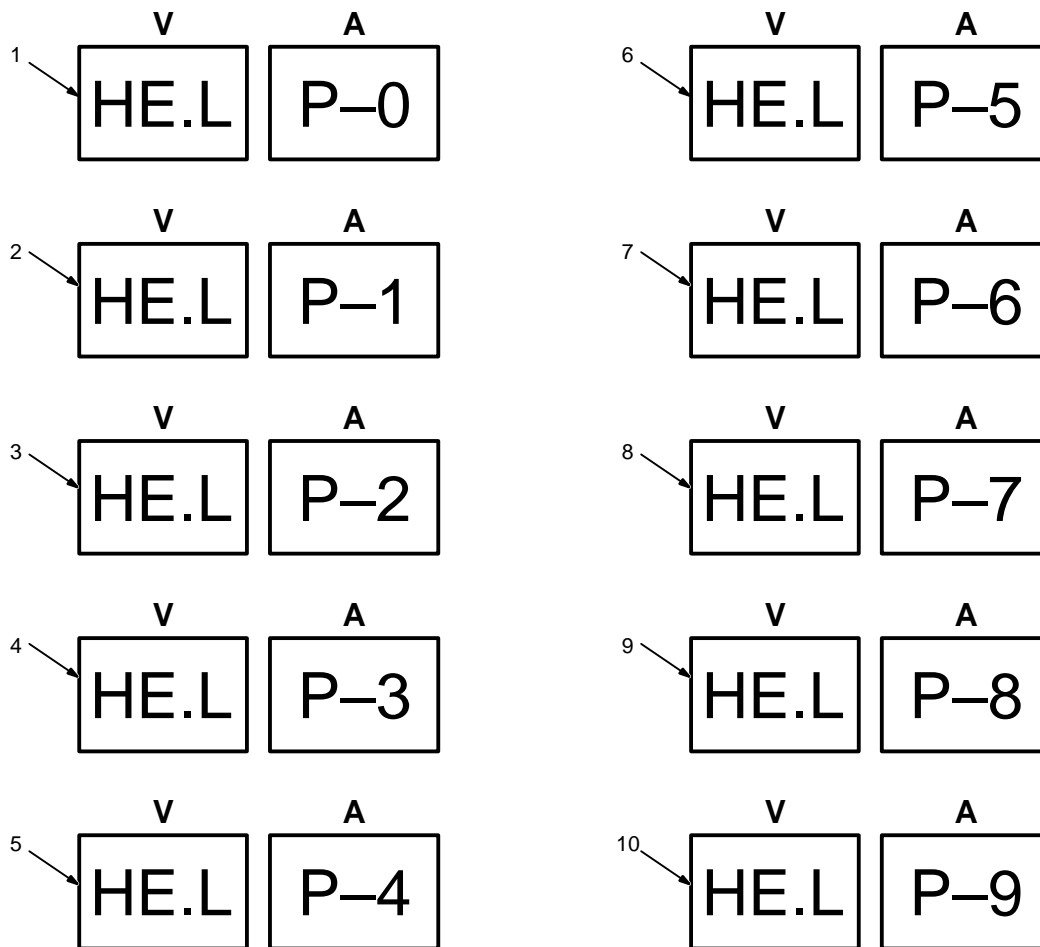 V A
1 HE.L P–0
V A
2 HE.L P–1
V A
3 HE.L P–2
V A
4 HE.L P–3
V A
5 HE.L P–4
V A
6 HE.L P–5
V A
7 HE.L P–6
V A
8 HE.L P–7
V A
9 HE.L P–8
V A
10 HE.L P–9